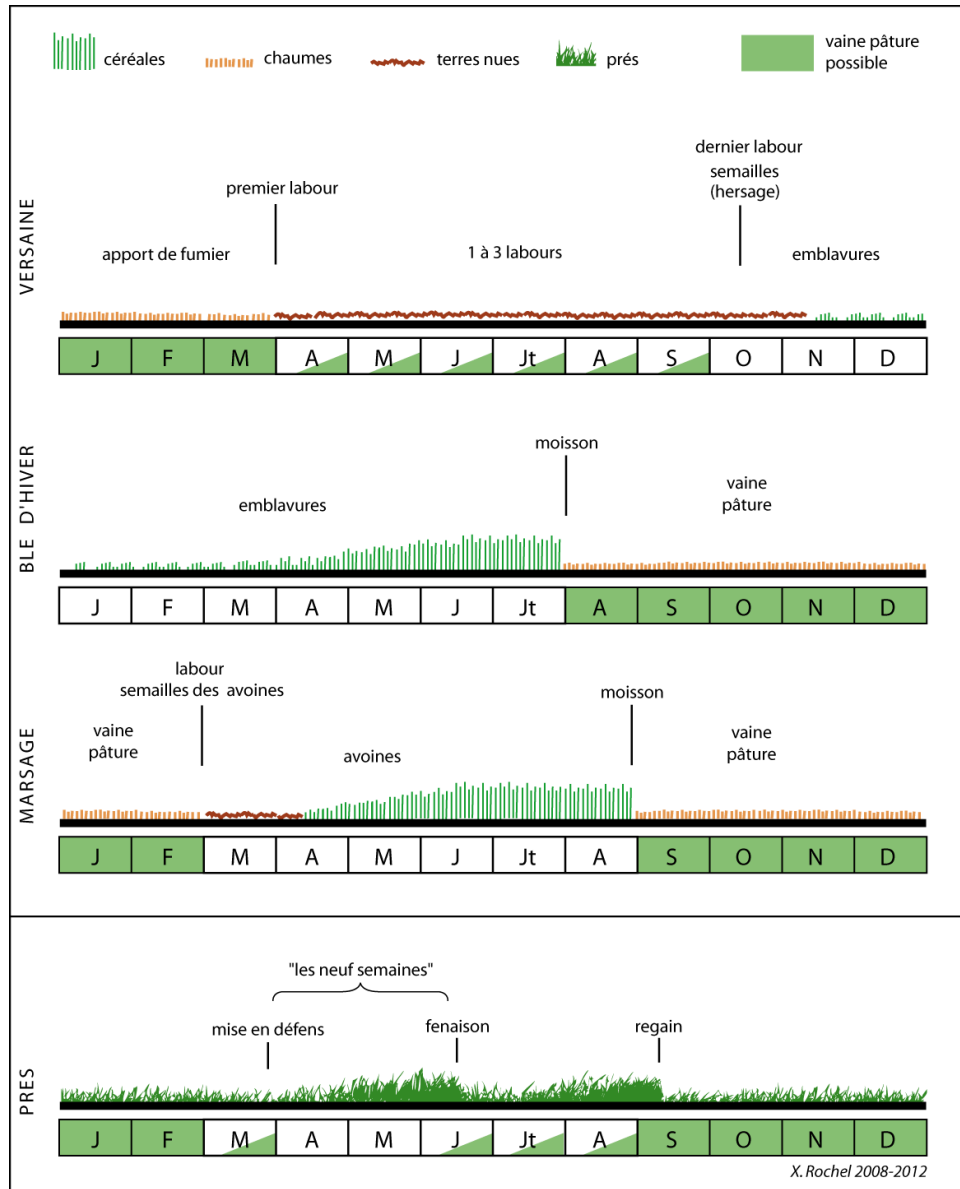 céréales
chaumes
terres nues
prés
vaine pâture
possible
VERSAINE
premier labour
dernier labour
semailles
(hersage)
apport de fumier
1 à 3 labours
emblavures
J F M A M J Jt A S O N D
BLE D'HIVER
moisson
emblavures
vaine
pâture
J F M A M J Jt A S O N D
MARSAGE
labour
semailles des avoines
moisson
vaine
pâture
avoines
vaine
pâture
J F M A M J Jt A S O N D
PRES
"les neuf semaines"
mise en défens
fenaison
regain
J F M A M J Jt A S O N D
X. Rochel 2008-2012